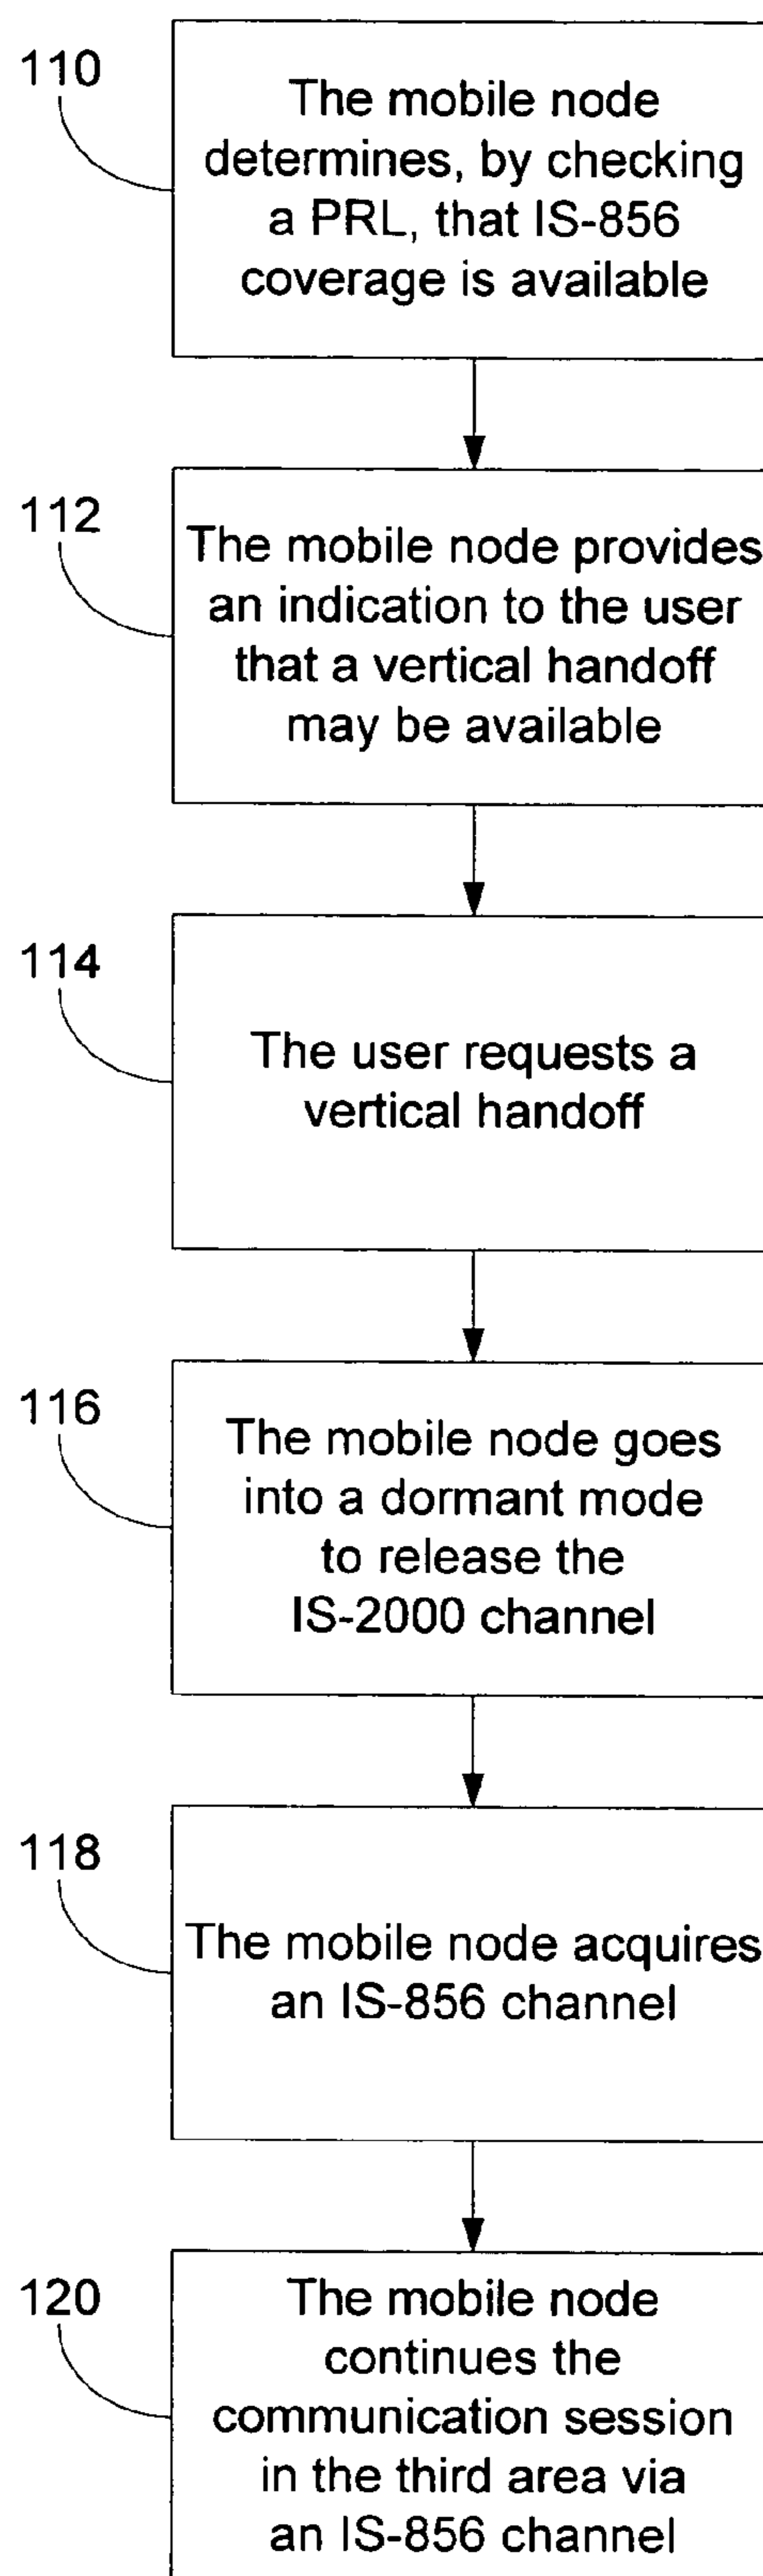 110
The mobile node
determines, by checking
a PRL, that IS-856
coverage is available
112
The mobile node provides
an indication to the user
that a vertical handoff
may be available
114
The user requests a
vertical handoff
116
The mobile node goes
into a dormant mode
to release the
IS-2000 channel
118
The mobile node acquires
an IS-856 channel
120
The mobile node
continues the
communication session
in the third area via
an IS-856 channel